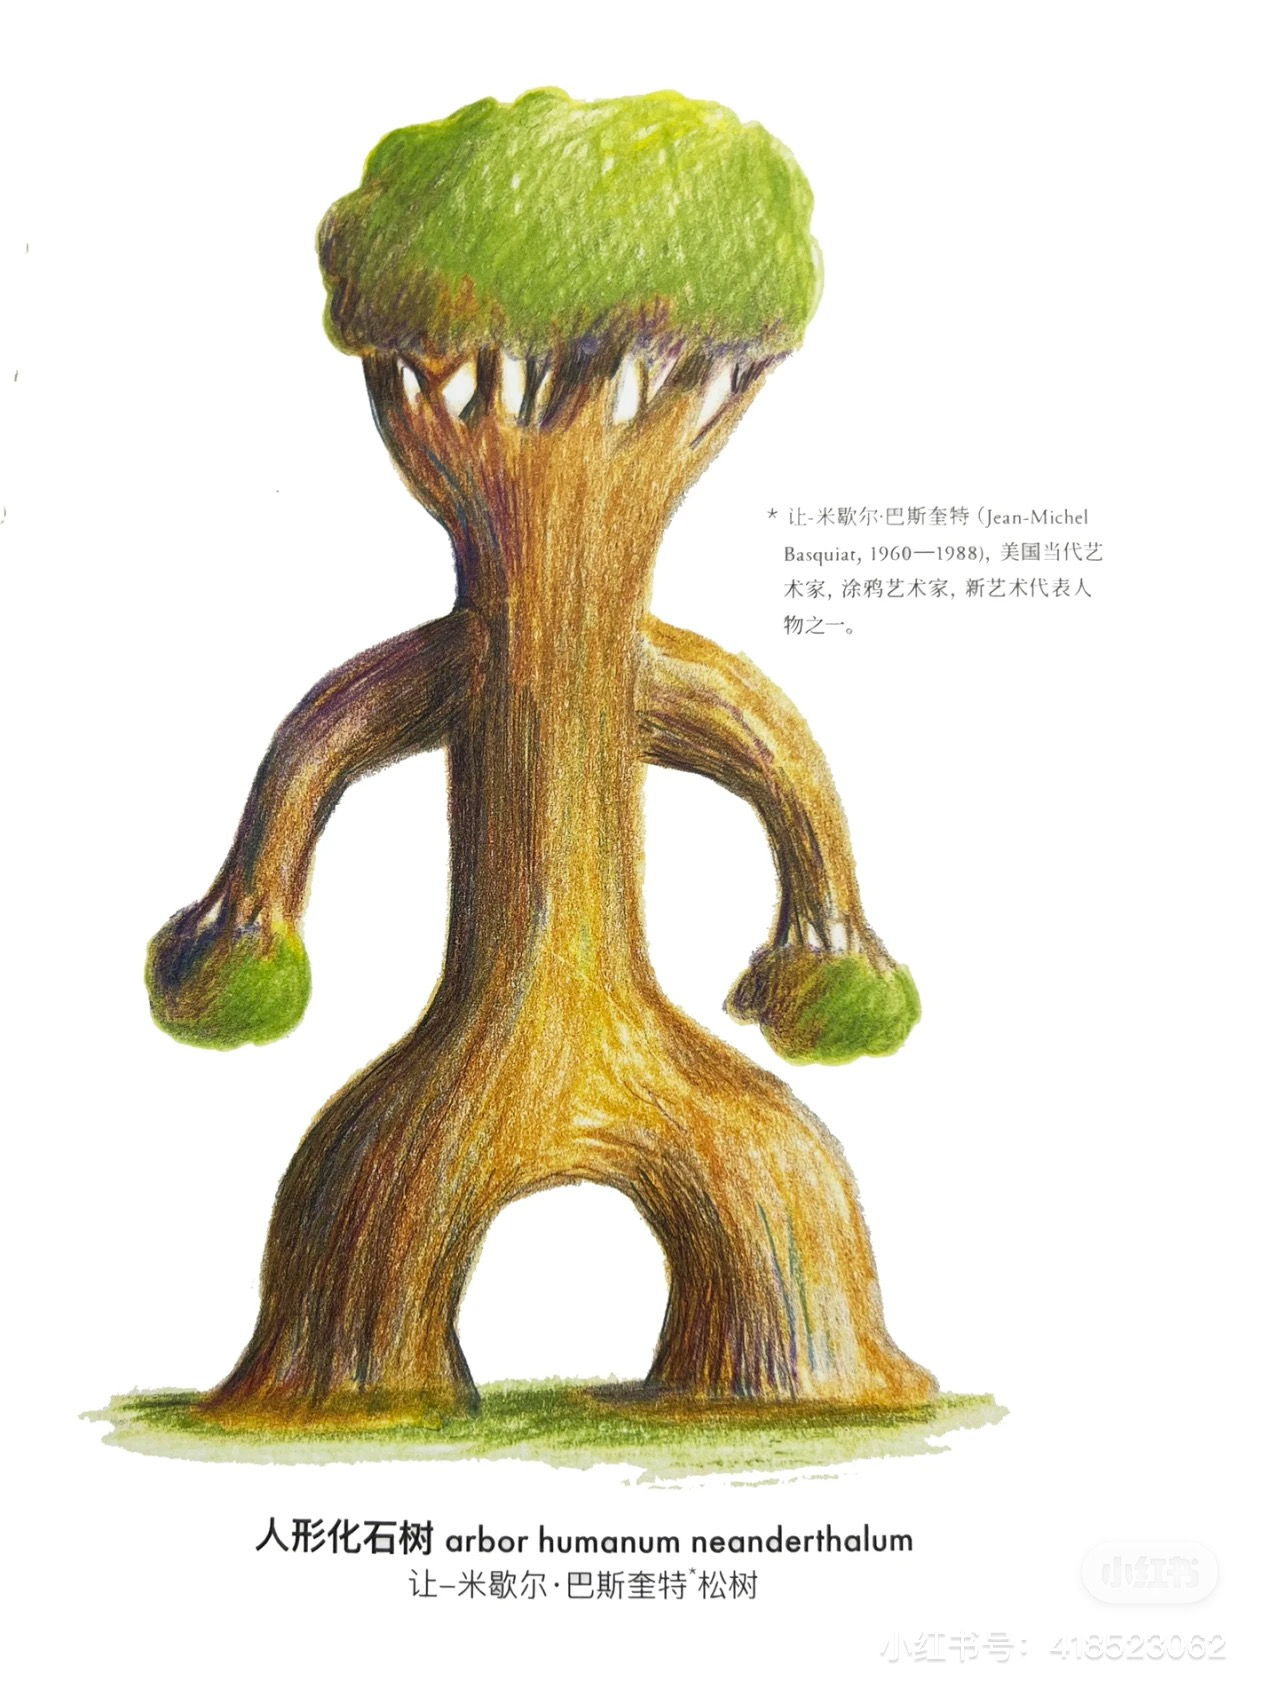 * 让-米歇尔·巴斯奎特（Jean-Michel
Basquiat, 1960—1988），美国当代艺
术家，涂鸦艺术家，新艺术代表人
物之一。
人形化石树 arbor humanum neanderthalum
让–米歇尔·巴斯奎特*松树
小红书
小红书号：418523062